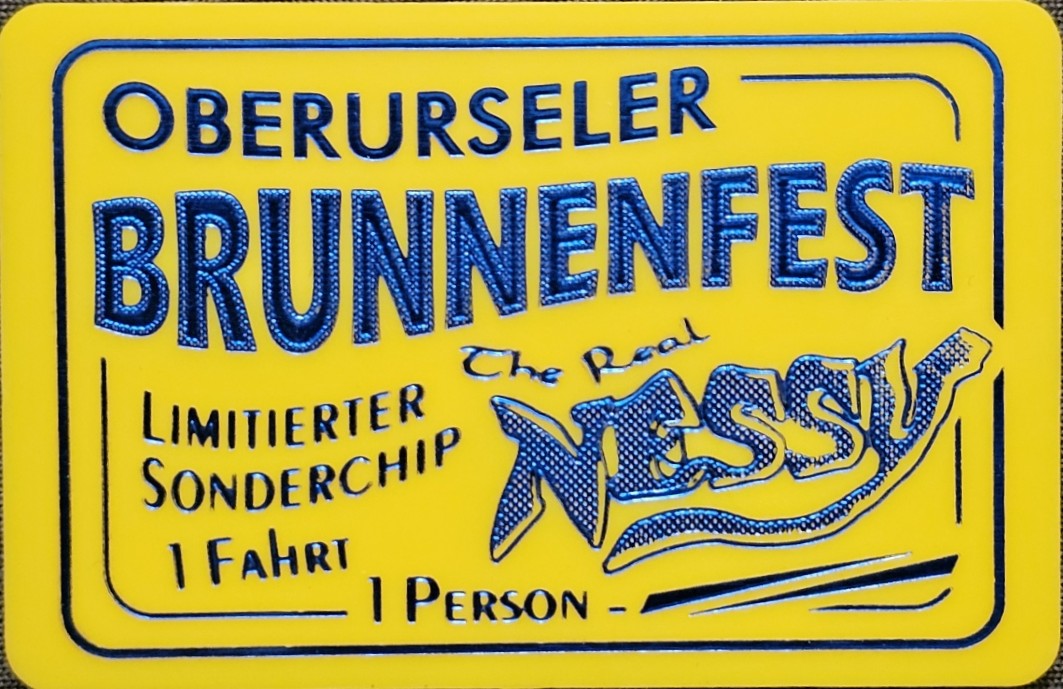 OBERURSELER
BRUNNENFEST
The Real
NESSY
LIMITIERTER
SONDERCHIP
1 FAHRT
1 PERSON -